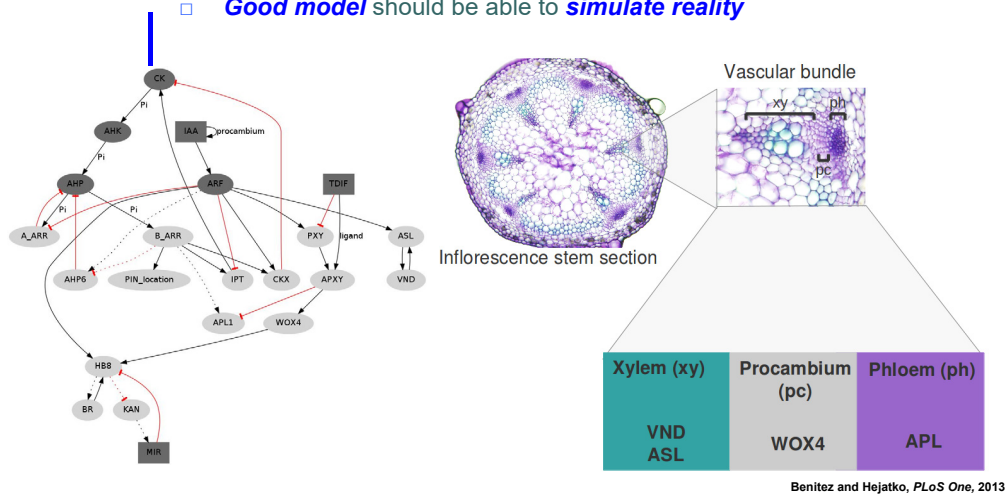 Good model should be able to simulate reality
CK
Pi
AHK
IAA
procambium
Pi
AHP
ARF
TDIF
Pi
Pi
A_ARR
B_ARR
PXY
ligand
ASL
AHP6
PIN_location
IPT
CKX
APXY
VND
APL1
WOX4
HB8
BR
KAN
MIR
Inflorescence stem section
Vascular bundle
xy
ph
pc
Xylem (xy)
VND
ASL
Procambium
(pc)
WOX4
Phloem (ph)
APL
Benitez and Hejatko, PLoS One, 2013